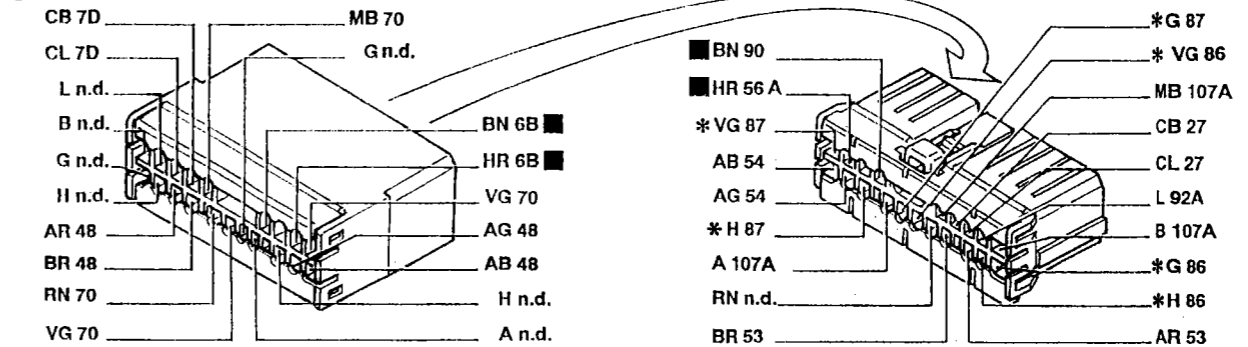 CB 7D
MB 70
CL 7D
G n.d.
L n.d.
B n.d.
G n.d.
H n.d.
AR 48
BR 48
RN 70
VG 70
BN 6B ■
HR 6B ■
VG 70
AG 48
AB 48
H n.d.
A n.d.
■ BN 90
■ HR 56 A
* VG 87
AB 54
AG 54
* H 87
A 107A
RN n.d.
BR 53
* G 87
* VG 86
MB 107A
CB 27
CL 27
L 92A
B 107A
* G 86
* H 86
AR 53